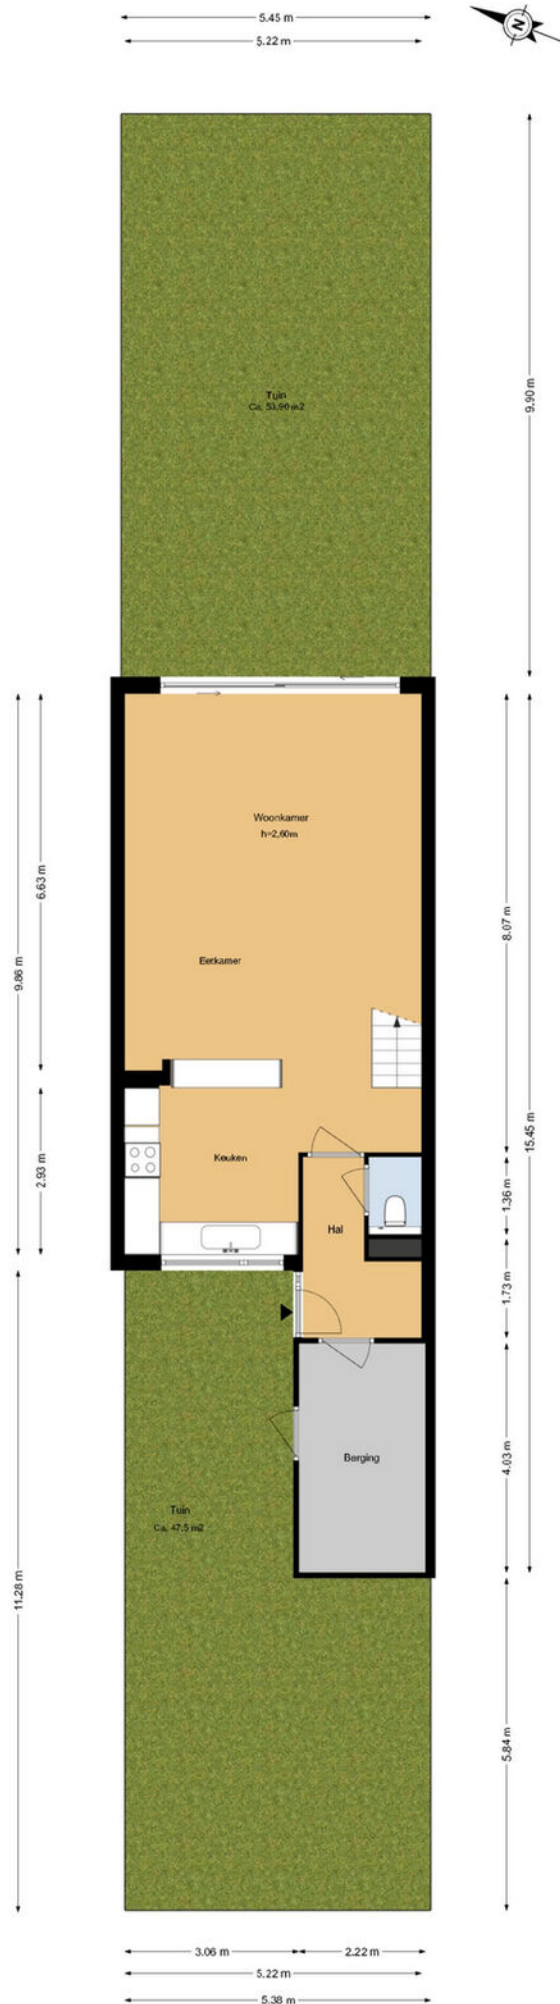 5.45 m
5.22 m
N
9.90 m
Tuin
Ca. 53,90 m2
Woonkamer
h=2,60m
6.63 m
8.07 m
9.86 m
Eetkamer
15.45 m
Keuken
2.93 m
1.36 m
Hal
1.73 m
Berging
4.03 m
Tuin
Ca. 47,5 m2
11.28 m
5.84 m
3.06 m
2.22 m
5.22 m
5.38 m